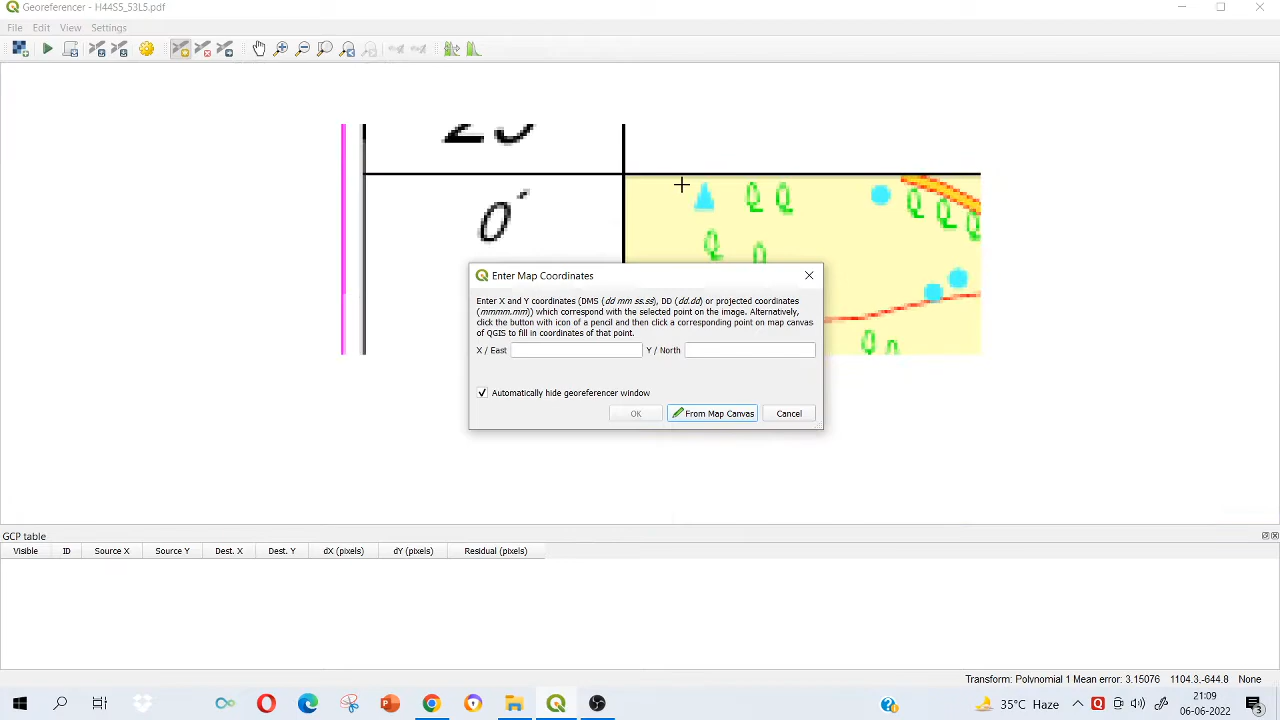 Georeferencer - H44S5_53L5.pdf
File Edit View Settings
0
Q Q
Q Q Q
Q Q
Enter Map Coordinates
Enter X and Y coordinates (DMS (dd mm ss.ss), DD (dd.dd) or projected coordinates
(mmmm.mm)) which correspond with the selected point on the image. Alternatively,
click the button with icon of a pencil and then click a corresponding point on map canvas
of QGIS to fill in coordinates of that point.
X / East Y / North
Automatically hide georeferencer window
OK From Map Canvas Cancel
GCP table
Visible ID Source X Source Y Dest. X Dest. Y dX (pixels) dY (pixels) Residual (pixels)
Transform: Polynomial 1 Mean error: 3.15076 1104.3,-644.8 None
35°C Haze
21:09
06-06-2022
3